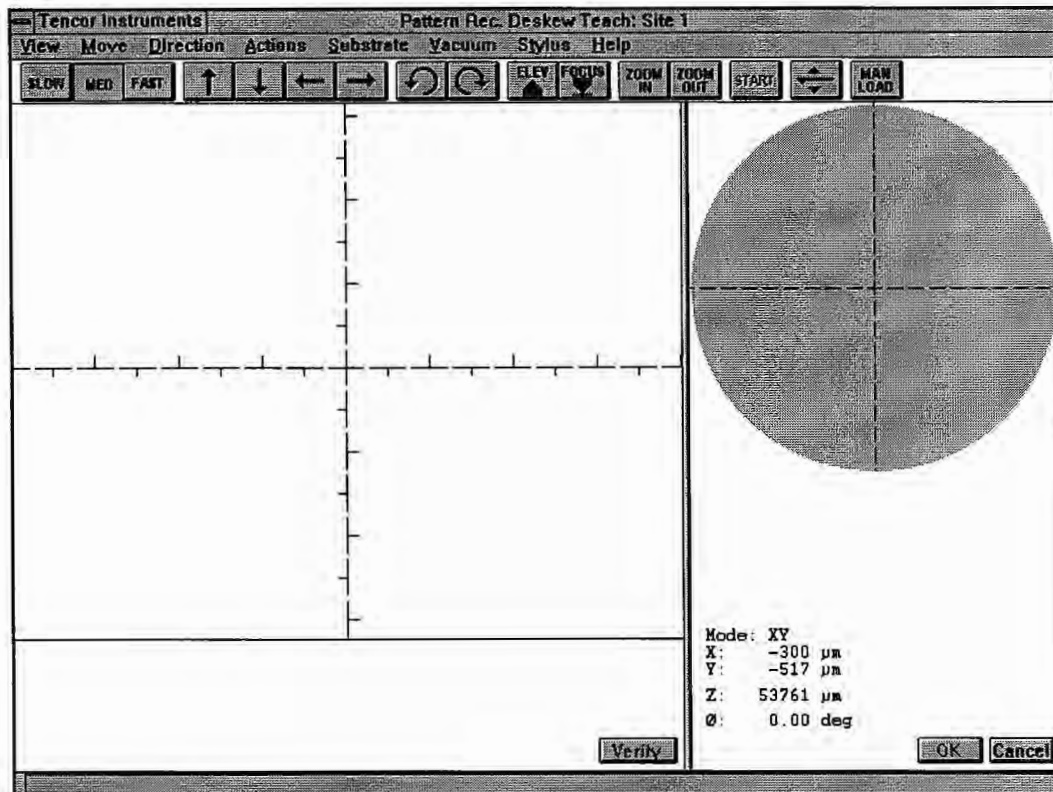 Tencor Instruments Pattern Rec. Deskew Teach: Site 1
View Move Direction Actions Substrate Vacuum Stylus Help
SLOW MED FAST ELEV FOCUS ZOOM IN ZOOM OUT START MAN LOAD
Mode: XY
X: -300 µm
Y: -517 µm
Z: 53761 µm
Ø: 0.00 deg
Verify OK Cancel